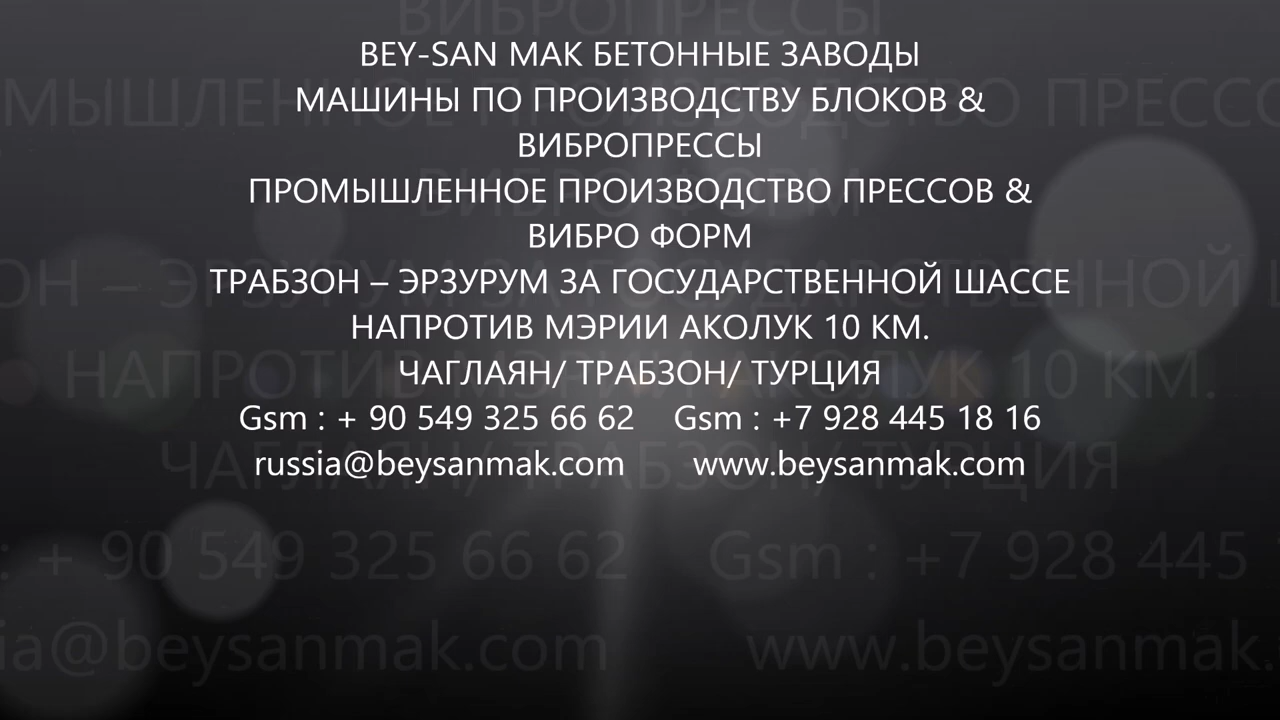 BEY-SAN МАК БЕТОННЫЕ ЗАВОДЫ
МАШИНЫ ПО ПРОИЗВОДСТВУ БЛОКОВ &
ВИБРОПРЕССЫ
ПРОМЫШЛЕННОЕ ПРОИЗВОДСТВО ПРЕССОВ &
ВИБРО ФОРМ
ТРАБЗОН – ЭРЗУРУМ ЗА ГОСУДАРСТВЕННОЙ ШАССЕ
НАПРОТИВ МЭРИИ АКОЛУК 10 КМ.
ЧАГЛАЯН/ ТРАБЗОН/ ТУРЦИЯ
Gsm : + 90 549 325 66 62 Gsm : +7 928 445 18 16
russia@beysanmak.com www.beysanmak.com